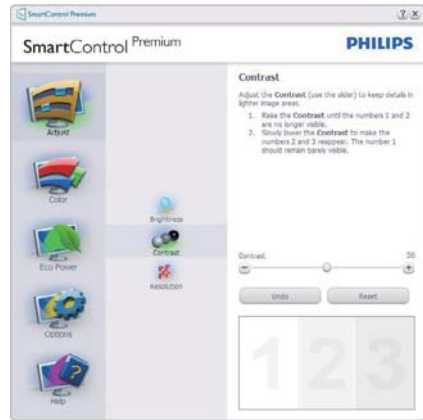 SmartControl Premium
? ×
SmartControl Premium
PHILIPS
Adjust
Color
Eco Power
Options
Help
Brightness
Contrast
Resolution
Contrast
Adjust the Contrast (use the slider) to keep details in
lighter image areas.
1. Raise the Contrast until the numbers 1 and 2
are no longer visible.
2. Slowly lower the Contrast to make the
numbers 2 and 3 reappear. The number 1
should remain barely visible.
Contrast 50
Undo Reset
1 2 3